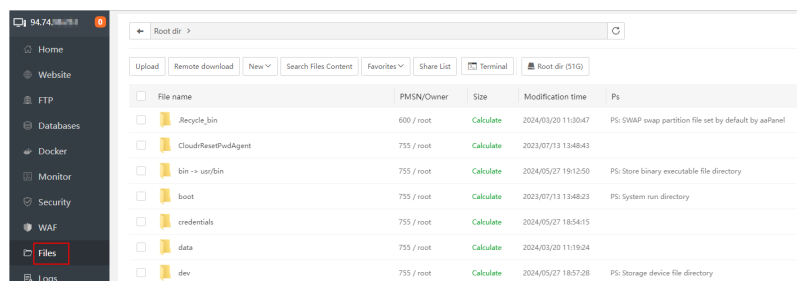 94.74.
0
Home
Website
FTP
Databases
Docker
Monitor
Security
WAF
Files
Logs
Root dir >
Upload Remote download New Search Files Content Favorites Share List Terminal Root dir (51G)
File name PMSN/Owner Size Modification time Ps
.Recycle_bin 600 / root Calculate 2024/03/20 11:30:47 PS: SWAP swap partition file set by default by aaPanel
CloudrResetPwdAgent 755 / root Calculate 2023/07/13 13:48:43
bin -> usr/bin 755 / root Calculate 2024/05/27 19:12:50 PS: Store binary executable file directory
boot 755 / root Calculate 2023/07/13 13:48:23 PS: System run directory
credentials 755 / root Calculate 2024/05/27 18:54:15
data 755 / root Calculate 2024/03/20 11:19:24
dev 755 / root Calculate 2024/05/27 18:57:28 PS: Storage device file directory